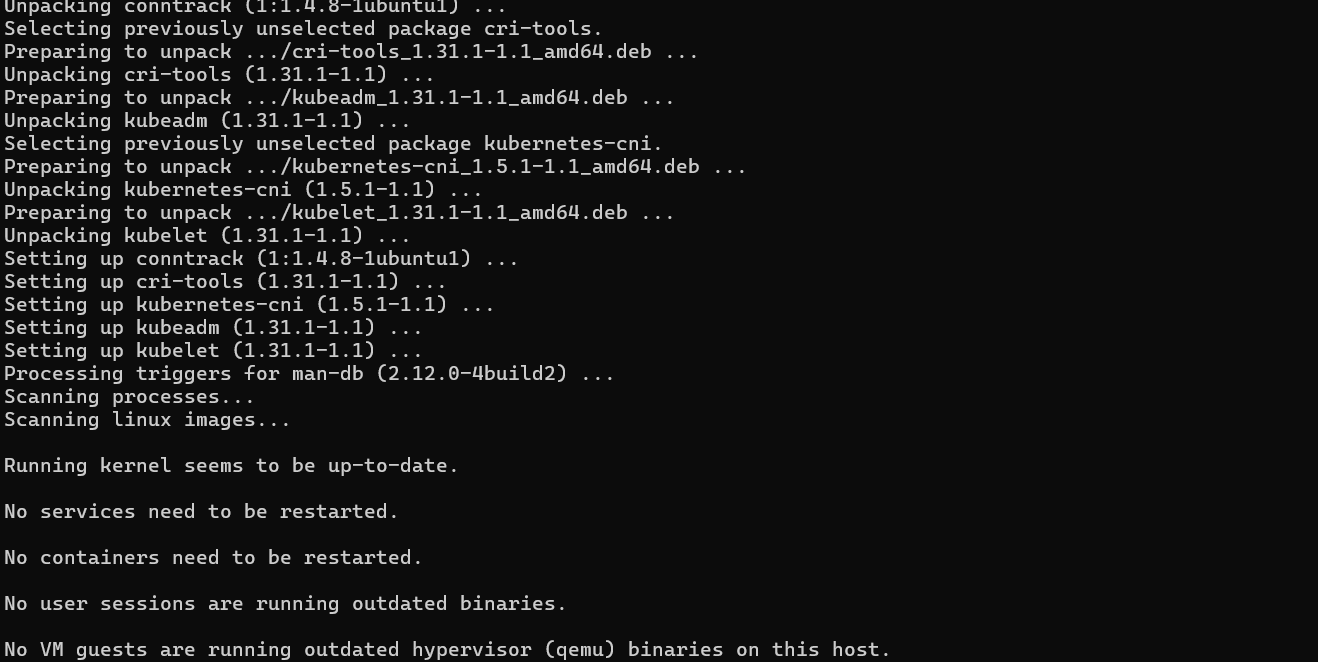 Unpacking conntrack (1:1.4.8-1ubuntu1) ...
Selecting previously unselected package cri-tools.
Preparing to unpack .../cri-tools_1.31.1-1.1_amd64.deb ...
Unpacking cri-tools (1.31.1-1.1) ...
Preparing to unpack .../kubeadm_1.31.1-1.1_amd64.deb ...
Unpacking kubeadm (1.31.1-1.1) ...
Selecting previously unselected package kubernetes-cni.
Preparing to unpack .../kubernetes-cni_1.5.1-1.1_amd64.deb ...
Unpacking kubernetes-cni (1.5.1-1.1) ...
Preparing to unpack .../kubelet_1.31.1-1.1_amd64.deb ...
Unpacking kubelet (1.31.1-1.1) ...
Setting up conntrack (1:1.4.8-1ubuntu1) ...
Setting up cri-tools (1.31.1-1.1) ...
Setting up kubernetes-cni (1.5.1-1.1) ...
Setting up kubeadm (1.31.1-1.1) ...
Setting up kubelet (1.31.1-1.1) ...
Processing triggers for man-db (2.12.0-4build2) ...
Scanning processes...
Scanning linux images...
Running kernel seems to be up-to-date.
No services need to be restarted.
No containers need to be restarted.
No user sessions are running outdated binaries.
No VM guests are running outdated hypervisor (qemu) binaries on this host.